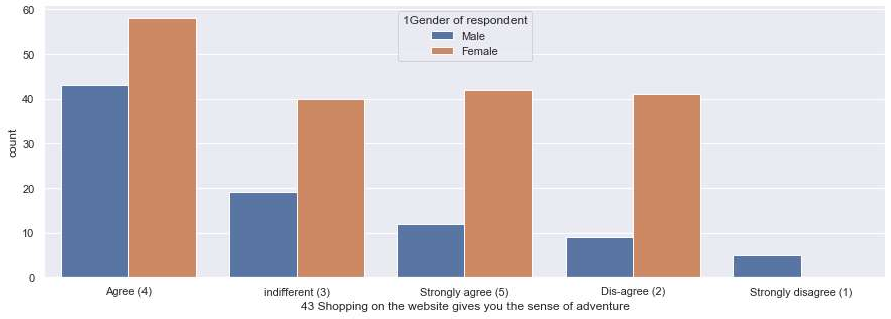 60
50
40
30
20
10
0
count
1Gender of respondent
Male
Female
Agree (4)
indifferent (3)
Strongly agree (5)
Dis-agree (2)
Strongly disagree (1)
43 Shopping on the website gives you the sense of adventure